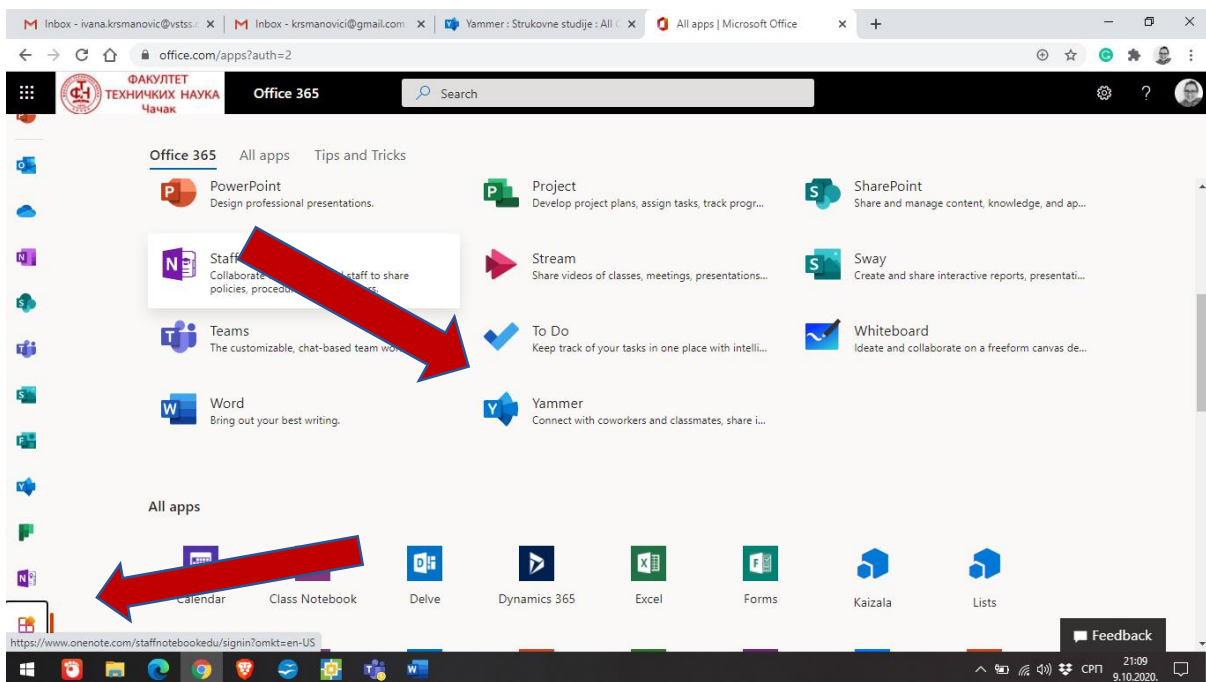 Inbox - ivana.krsmanovic@vstss.
Inbox - krsmanovici@gmail.com
Yammer : Strukovne studije : All
All apps | Microsoft Office
office.com/apps?auth=2
ФАКУЛТЕТ
ТЕХНИЧКИХ НАУКА
Чачак
Office 365
Search
Office 365 All apps Tips and Tricks
PowerPoint
Design professional presentations.
Project
Develop project plans, assign tasks, track progr...
SharePoint
Share and manage content, knowledge, and ap...
Staff
Collaborate staff to share
policies,
Stream
Share videos of classes, meetings, presentations...
Sway
Create and share interactive reports, presentati...
Teams
The customizable, chat-based team
To Do
Keep track of your tasks in one place with intelli...
Whiteboard
Ideate and collaborate on a freeform canvas de...
Word
Bring out your best writing.
Yammer
Connect with coworkers and classmates, share i...
All apps
Calendar Class Notebook Delve Dynamics 365 Excel Forms Kaizala Lists
https://www.onenote.com/staffnotebookedu/signin?omkt=en-US
Feedback
СРП
21:09
9.10.2020.